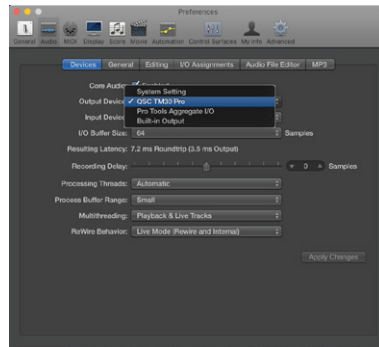 Preferences
General Audio MIDI Display Score Movie Automation Control Surfaces My Info Advanced
Devices General Editing I/O Assignments Audio File Editor MP3
Core Audio: ✓ Enabled
System Setting
Output Device: ✓ QSC TM30 Pro
Pro Tools Aggregate I/O
Input Device:
Built-in Output
I/O Buffer Size: 64 Samples
Resulting Latency: 7.2 ms Roundtrip (3.5 ms Output)
Recording Delay: 0 Samples
Processing Threads: Automatic
Process Buffer Range: Small
Multithreading: Playback & Live Tracks
ReWire Behavior: Live Mode (Rewire and Internal)
Apply Changes